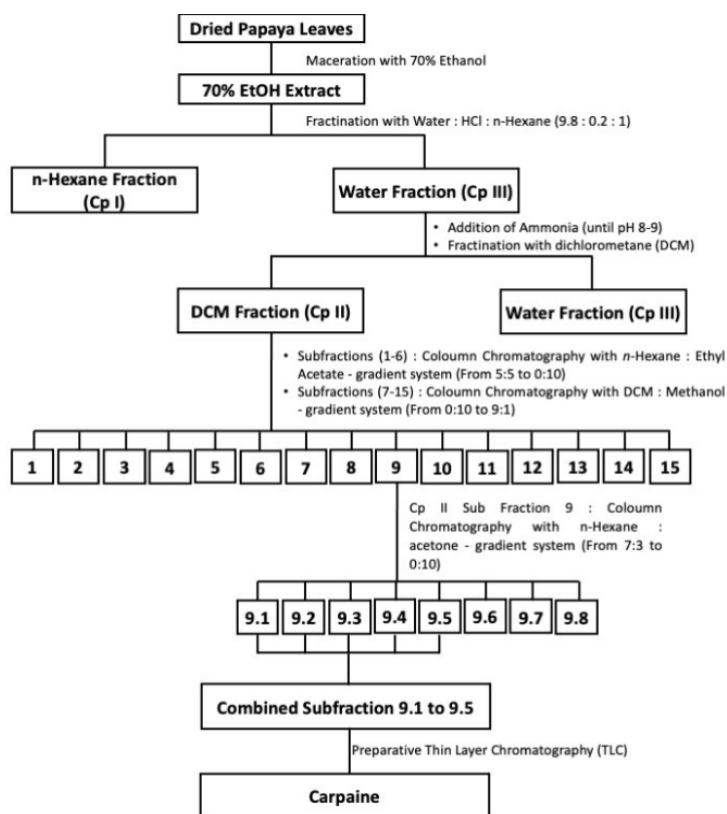 Dried Papaya Leaves
Maceration with 70% Ethanol
70% EtOH Extract
Fractination with Water : HCl : n-Hexane (9.8 : 0.2 : 1)
n-Hexane Fraction
(Cp I)
Water Fraction (Cp III)
• Addition of Ammonia (until pH 8-9)
• Fractination with dichlorometane (DCM)
DCM Fraction (Cp II)
Water Fraction (Cp III)
• Subfractions (1-6) : Coloumn Chromatography with n-Hexane : Ethyl
Acetate - gradient system (From 5:5 to 0:10)
• Subfractions (7-15) : Coloumn Chromatography with DCM : Methanol
- gradient system (From 0:10 to 9:1)
1 2 3 4 5 6 7 8 9 10 11 12 13 14 15
Cp II Sub Fraction 9 : Coloumn
Chromatography with n-Hexane :
acetone - gradient system (From 7:3 to
0:10)
9.1 9.2 9.3 9.4 9.5 9.6 9.7 9.8
Combined Subfraction 9.1 to 9.5
Preparative Thin Layer Chromatography (TLC)
Carpaine